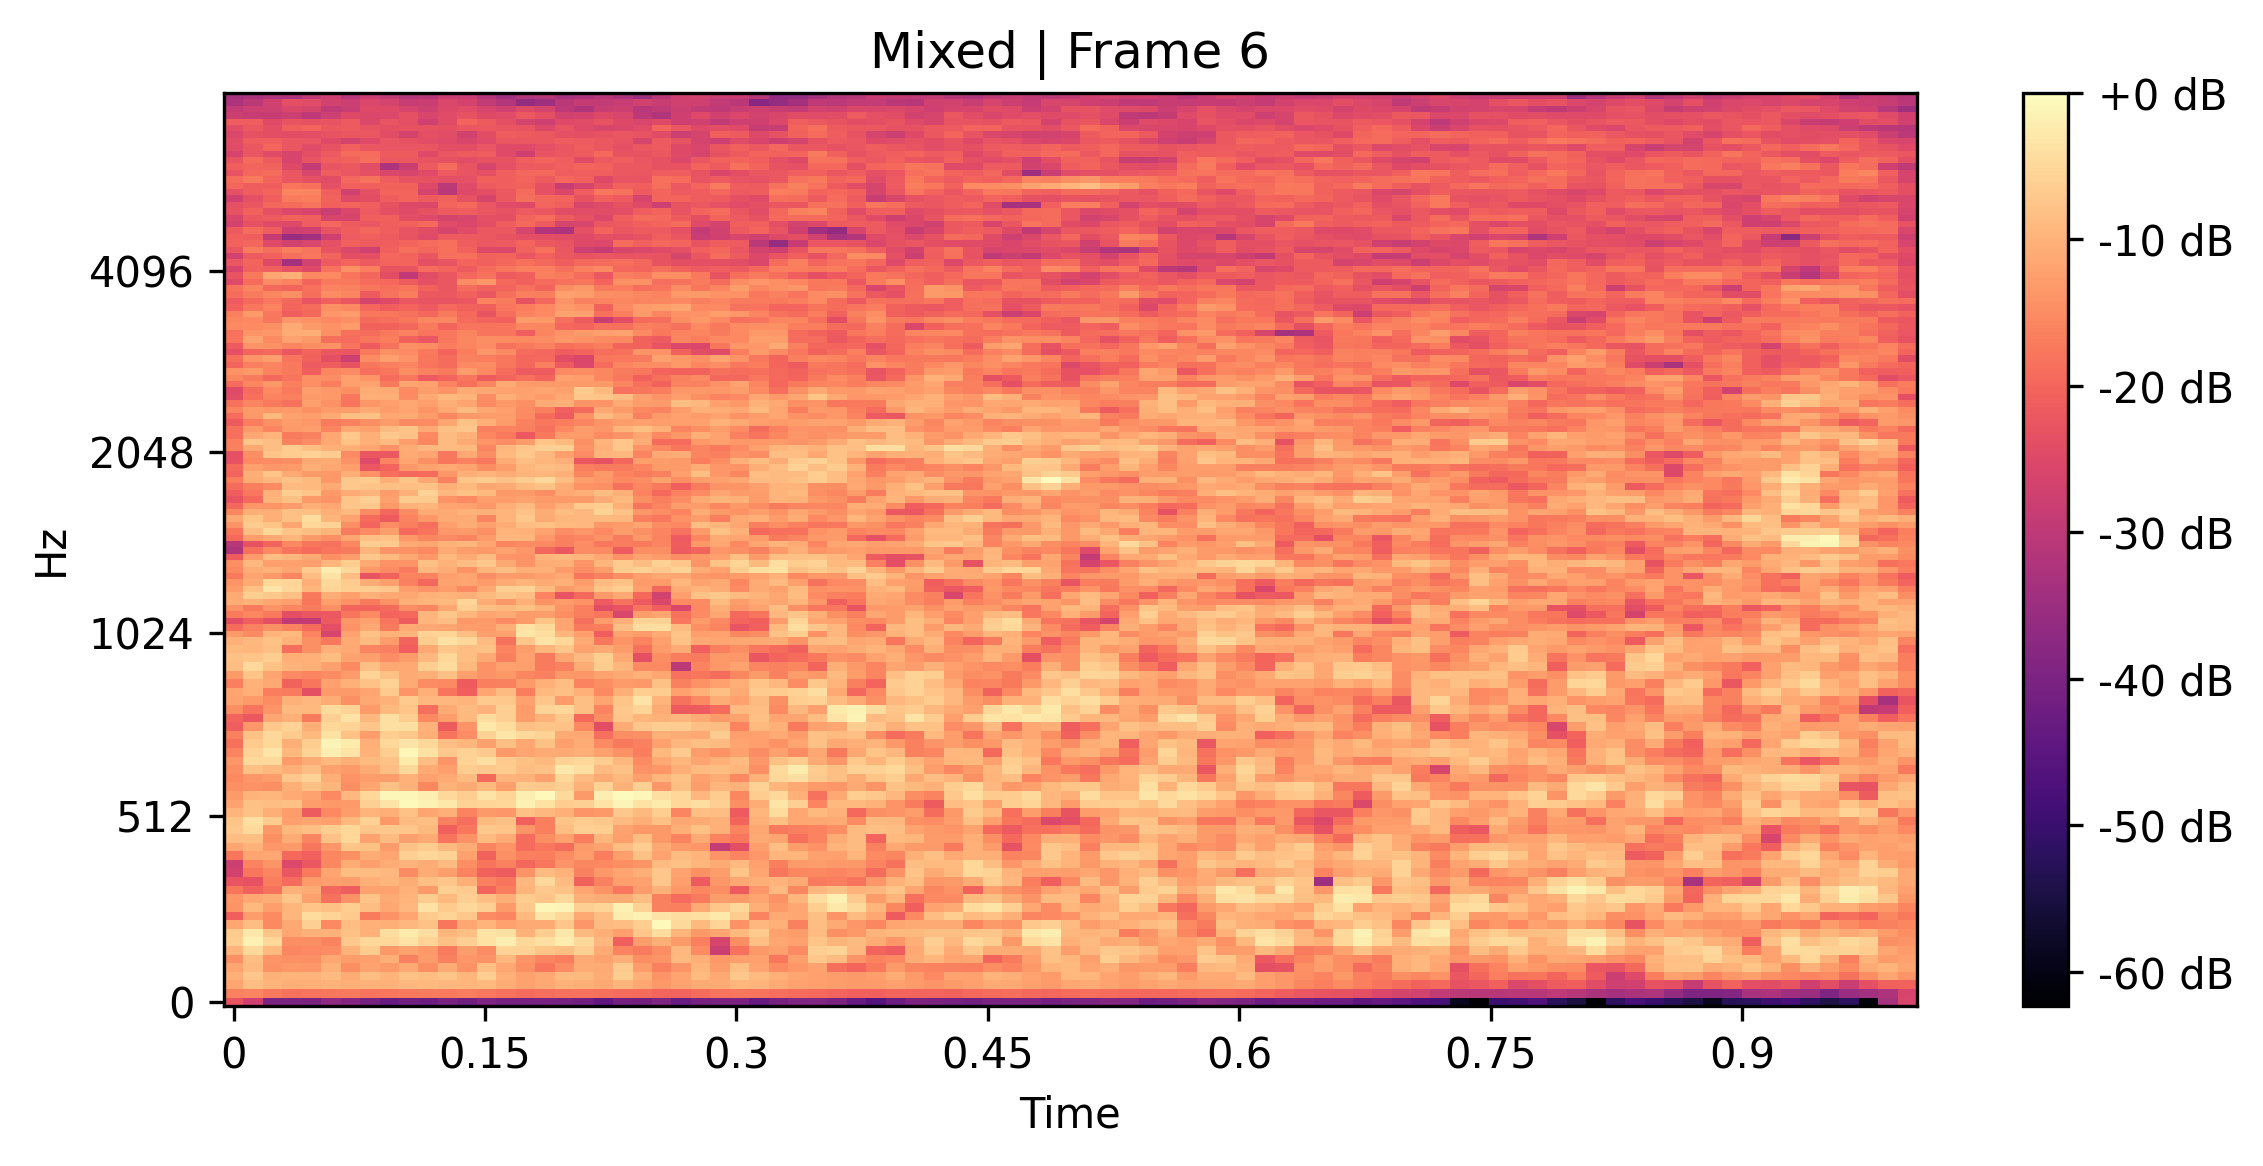 Mixed | Frame 6
+0 dB
-10 dB
-20 dB
-30 dB
-40 dB
-50 dB
-60 dB
Hz
4096
2048
1024
512
0
0 0.15 0.3 0.45 0.6 0.75 0.9
Time